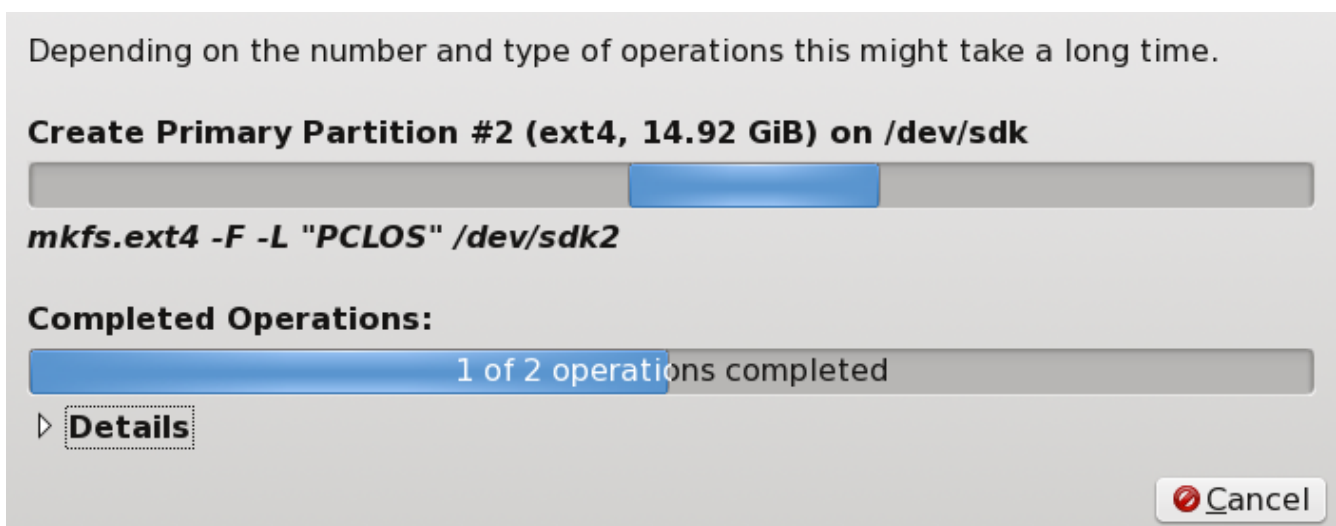 Depending on the number and type of operations this might take a long time.
Create Primary Partition #2 (ext4, 14.92 GiB) on /dev/sdk
mkfs.ext4 -F -L "PCLOS" /dev/sdk2
Completed Operations:
1 of 2 operations completed
Details
Cancel